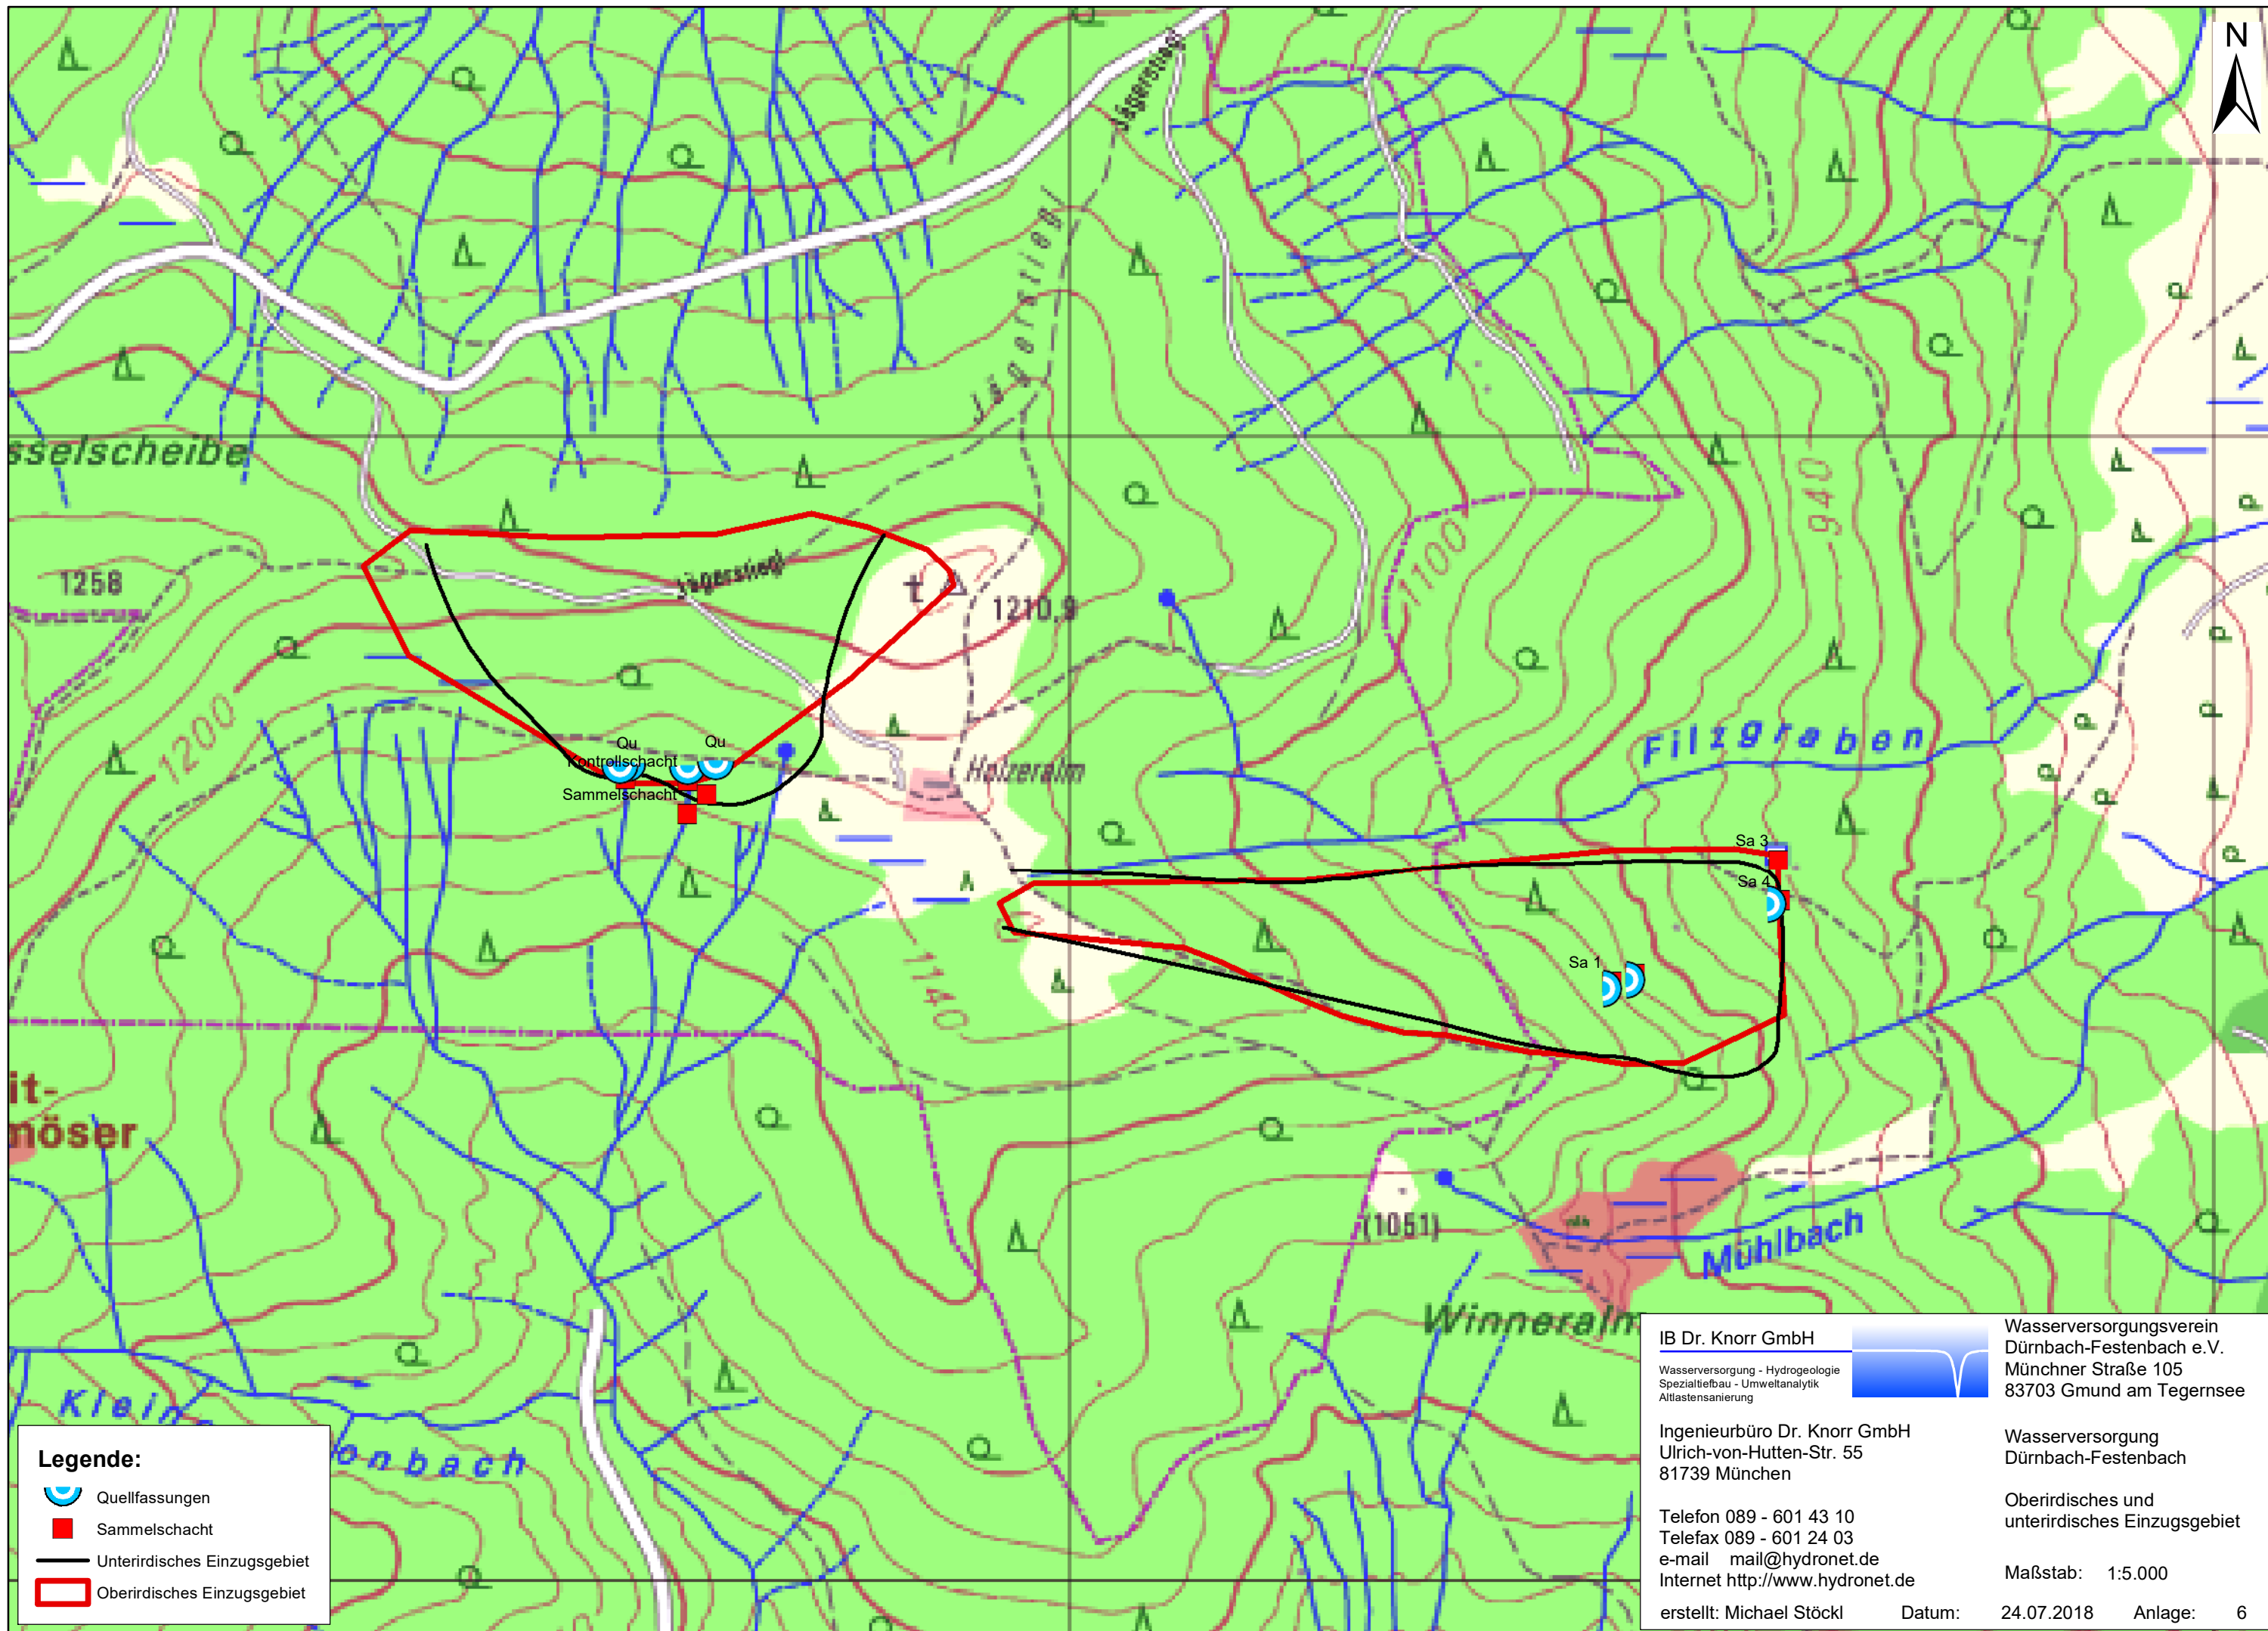 N
Jägerstieg
Jägerstieg
sselscheibe
940
1258
Jägerstiegl
t
1210,9
1100
1200
Filzgraben
Qu
Qu
Kontrollschacht
Sammelschacht
Holzeralm
Sa 3
Sa 4
Sa 1
1140
it-
möser
(1051)
Mühlbach
Winneralm
Klein
onbach
Legende:
Quellfassungen
Sammelschacht
Unterirdisches Einzugsgebiet
Oberirdisches Einzugsgebiet
IB Dr. Knorr GmbH
Wasserversorgung - Hydrogeologie
Spezialtiefbau - Umweltanalytik
Altlastensanierung
Ingenieurbüro Dr. Knorr GmbH
Ulrich-von-Hutten-Str. 55
81739 München
Telefon 089 - 601 43 10
Telefax 089 - 601 24 03
e-mail mail@hydronet.de
Internet http://www.hydronet.de
Wasserversorgungsverein
Dürnbach-Festenbach e.V.
Münchner Straße 105
83703 Gmund am Tegernsee
Wasserversorgung
Dürnbach-Festenbach
Oberirdisches und
unterirdisches Einzugsgebiet
Maßstab: 1:5.000
erstellt: Michael Stöckl Datum: 24.07.2018 Anlage: 6